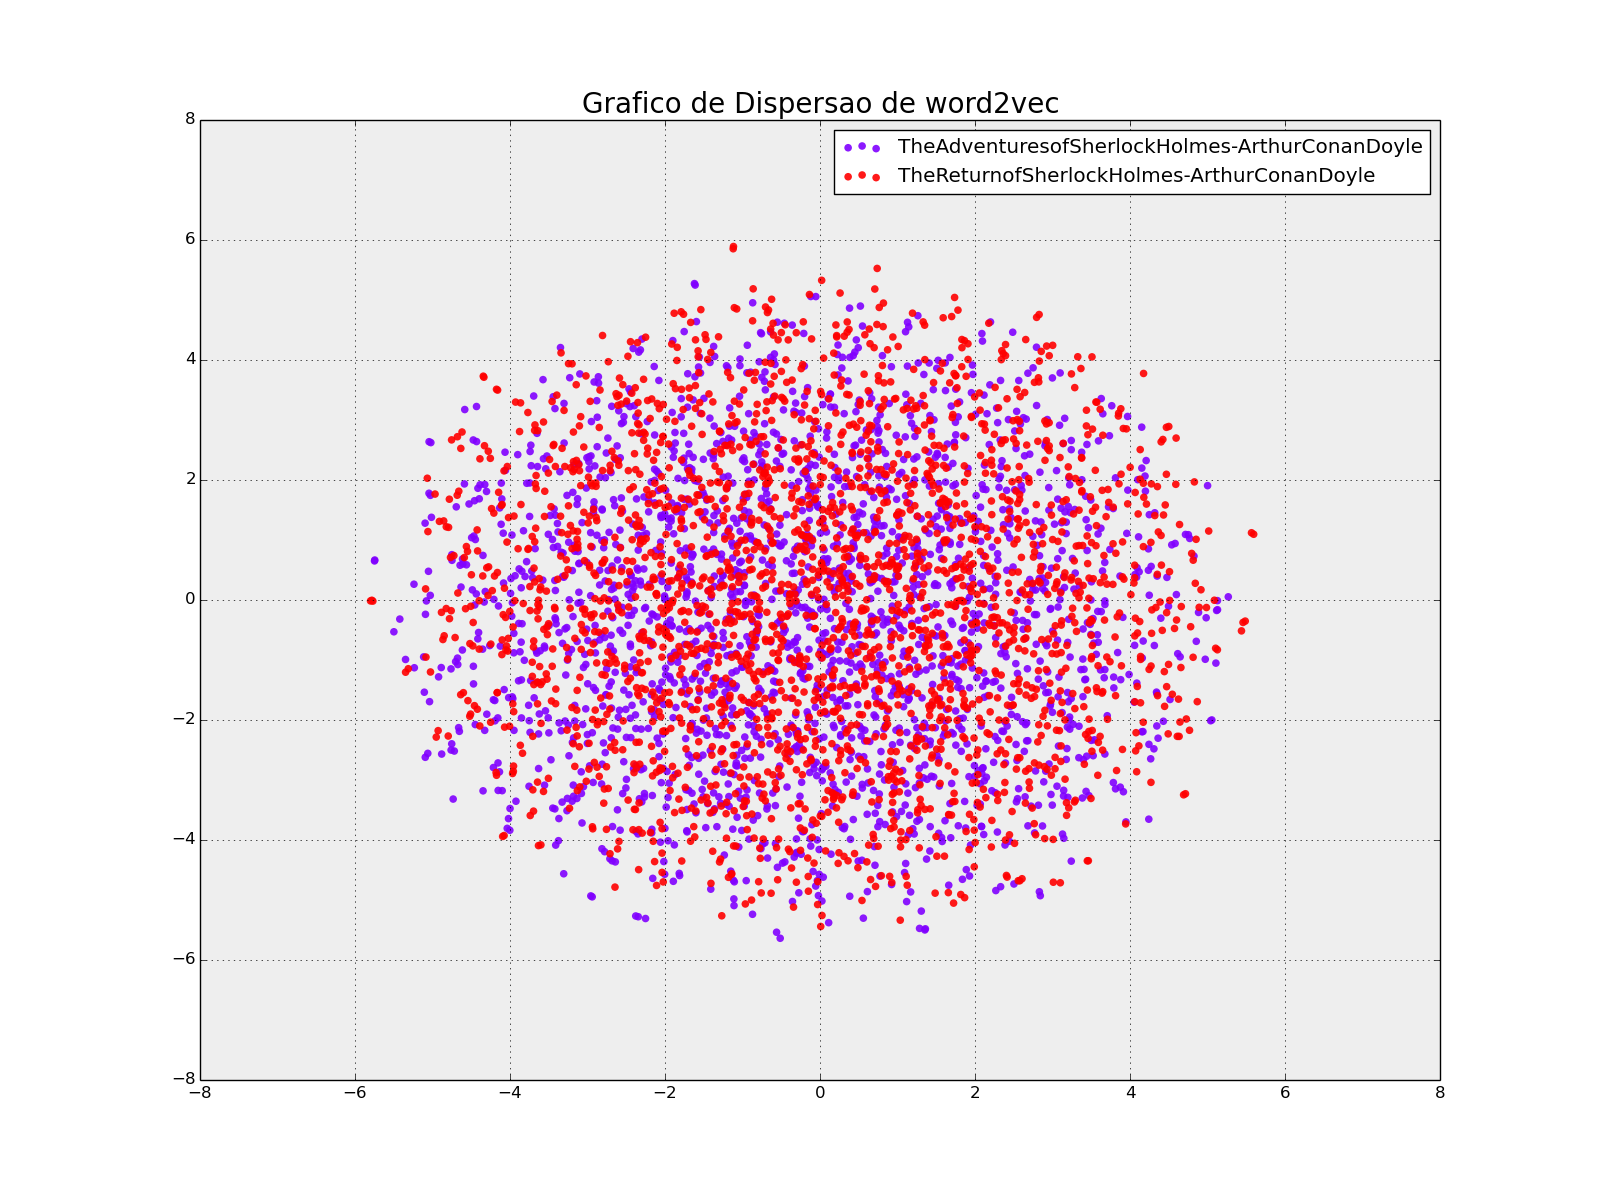 Grafico de Dispersao de word2vec
TheAdventuresofSherlockHolmes-ArthurConanDoyle
TheReturnofSherlockHolmes-ArthurConanDoyle
8
6
4
2
0
−2
−4
−6
−8
−8 −6 −4 −2 0 2 4 6 8